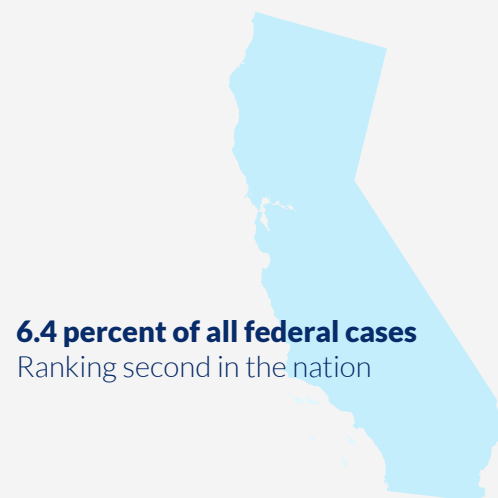 6.4 percent of all federal cases
Ranking second in the nation